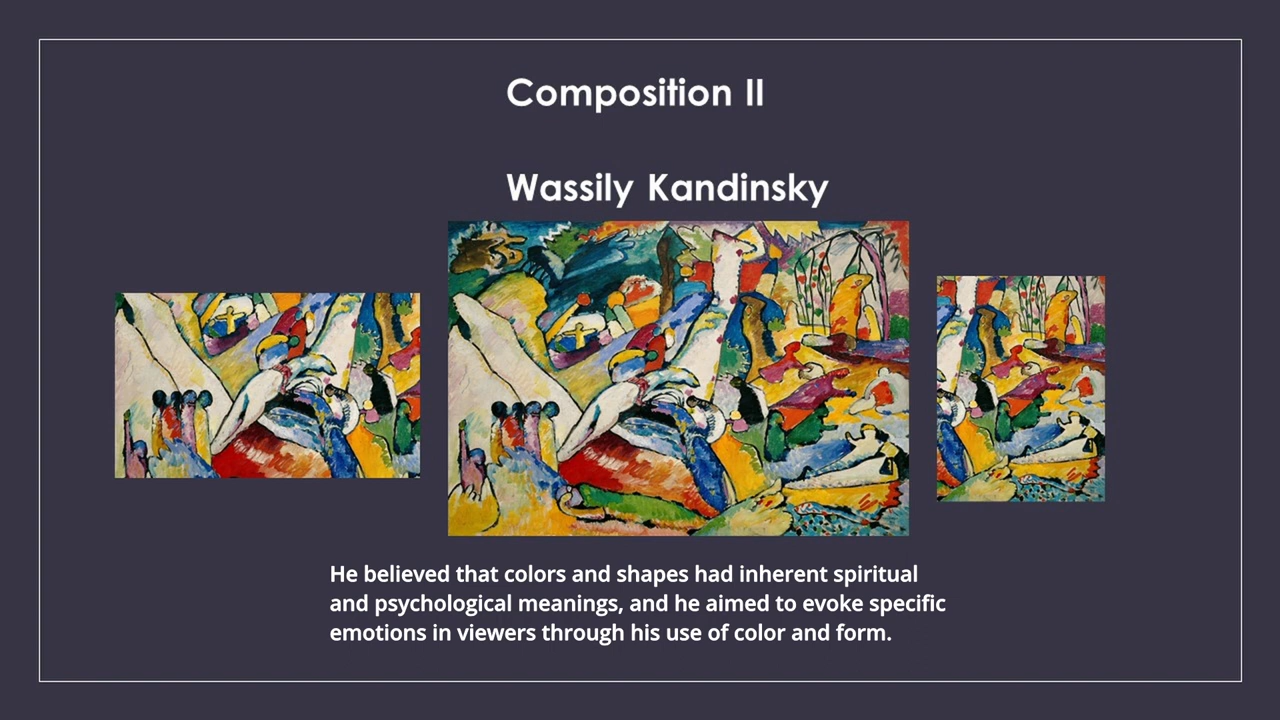 Composition II
Wassily Kandinsky
He believed that colors and shapes had inherent spiritual
and psychological meanings, and he aimed to evoke specific
emotions in viewers through his use of color and form.